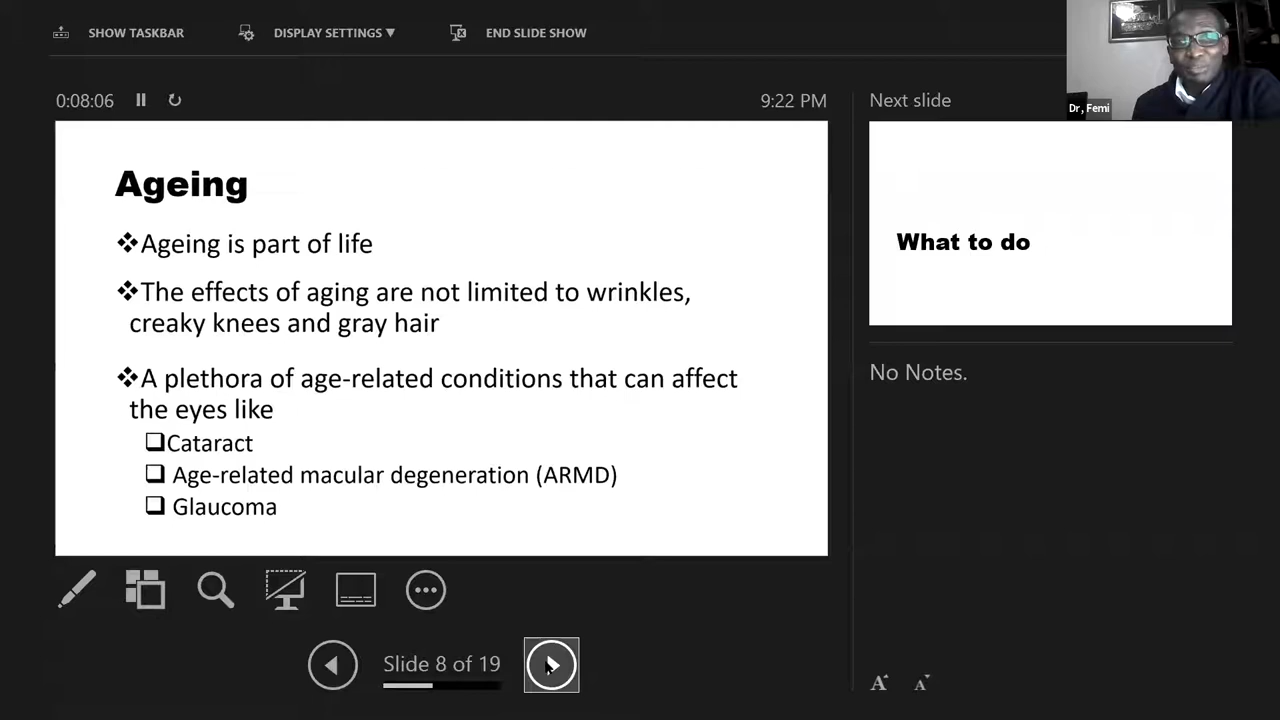 SHOW TASKBAR DISPLAY SETTINGS ▼ END SLIDE SHOW
0:08:06 9:22 PM Next slide
Dr, Femi
Ageing
❖Ageing is part of life
❖The effects of aging are not limited to wrinkles,
creaky knees and gray hair
❖A plethora of age-related conditions that can affect
the eyes like
❑Cataract
❑ Age-related macular degeneration (ARMD)
❑ Glaucoma
What to do
No Notes.
Slide 8 of 19
A A